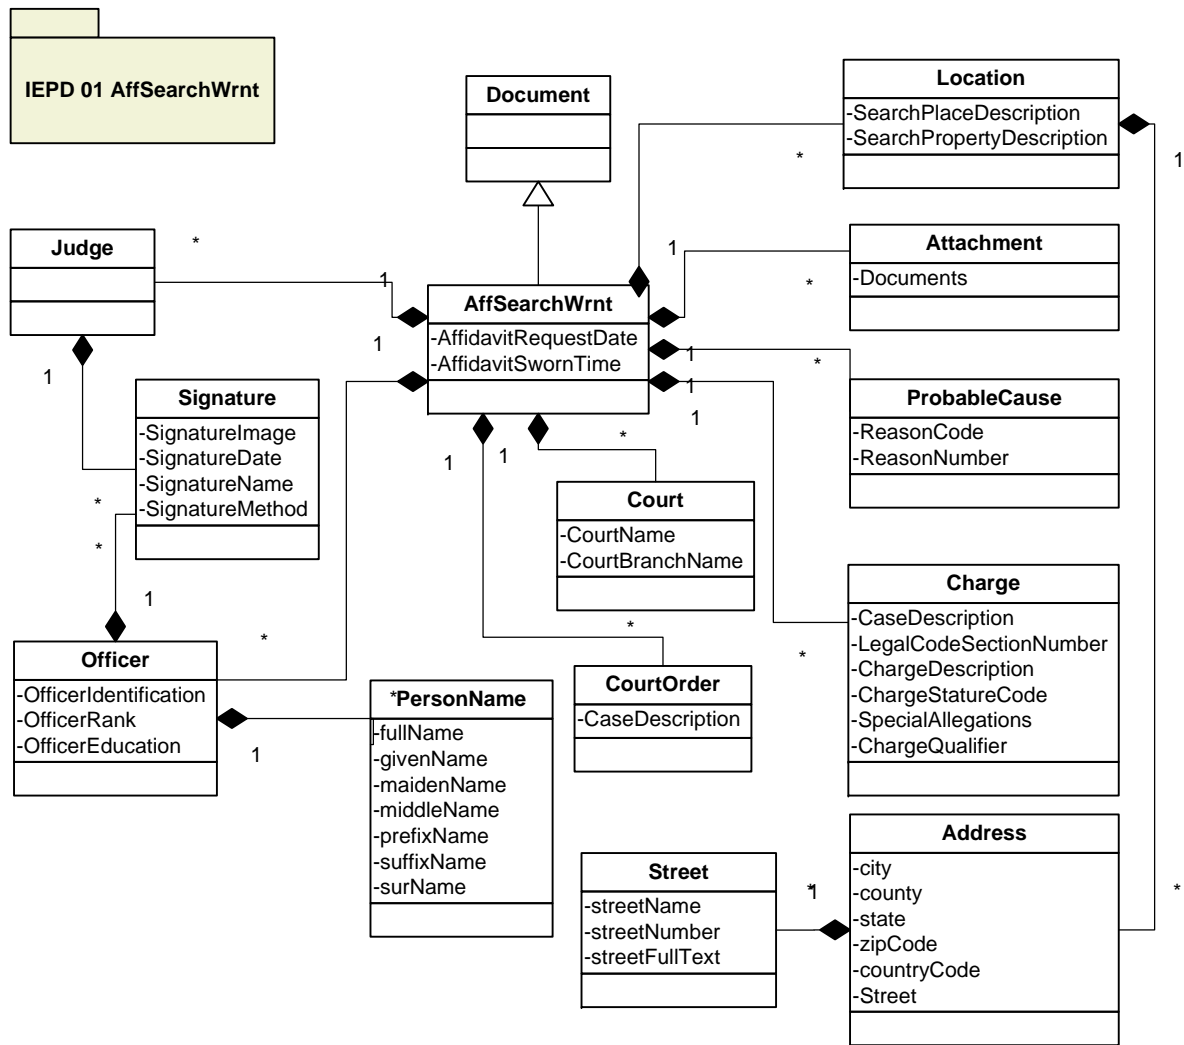 IEPD 01 AffSearchWrnt
Document
Location
-SearchPlaceDescription
-SearchPropertyDescription
*
1
Judge
*
1
1
AffSearchWrnt
-AffidavitRequestDate
-AffidavitSwornTime
1
*
Attachment
-Documents
1
*
1
1
1
ProbableCause
-ReasonCode
-ReasonNumber
1
Signature
-SignatureImage
-SignatureDate
-SignatureName
-SignatureMethod
*
*
1
1
1
*
Court
-CourtName
-CourtBranchName
Charge
-CaseDescription
-LegalCodeSectionNumber
-ChargeDescription
-ChargeStatureCode
-SpecialAllegations
-ChargeQualifier
*
Officer
-OfficerIdentification
-OfficerRank
-OfficerEducation
*
1
*
CourtOrder
-CaseDescription
*PersonName
-fullName
-givenName
-maidenName
-middleName
-prefixName
-suffixName
-surName
Street
-streetName
-streetNumber
-streetFullText
*
1
Address
-city
-county
-state
-zipCode
-countryCode
-Street
*